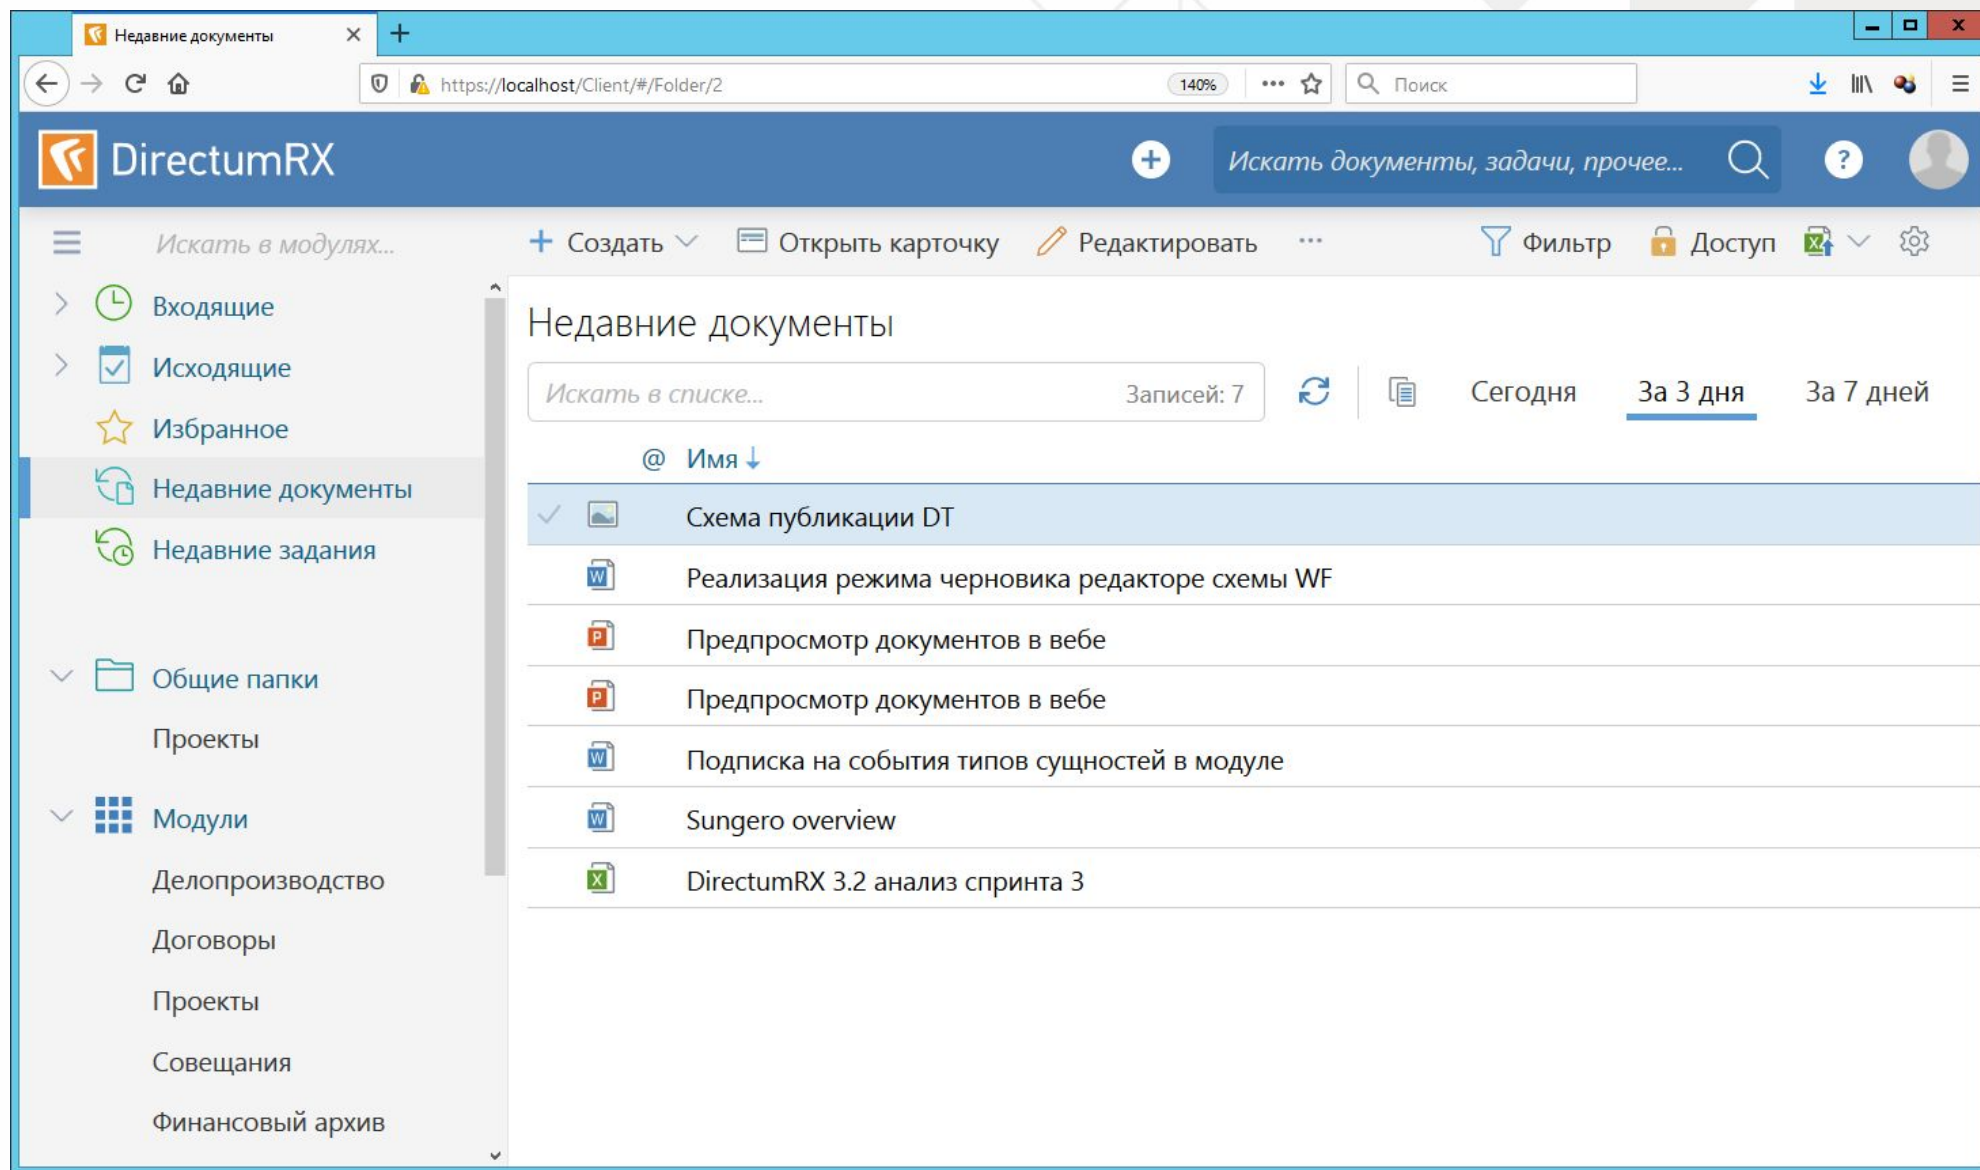 Недавние документы
https://localhost/Client/#/Folder/2
140%
Поиск
DirectumRX
Искать документы, задачи, прочее...
?
Искать в модулях...
Создать
Открыть карточку
Редактировать
Фильтр
Доступ
Входящие
Исходящие
Избранное
Недавние документы
Недавние задания
Общие папки
Проекты
Модули
Делопроизводство
Договоры
Проекты
Совещания
Финансовый архив
Недавние документы
Искать в списке...
Записей: 7
Сегодня
За 3 дня
За 7 дней
@ Имя
Схема публикации DT
Реализация режима черновика редакторе схемы WF
Предпросмотр документов в вебе
Предпросмотр документов в вебе
Подписка на события типов сущностей в модуле
Sungero overview
DirectumRX 3.2 анализ спринта 3